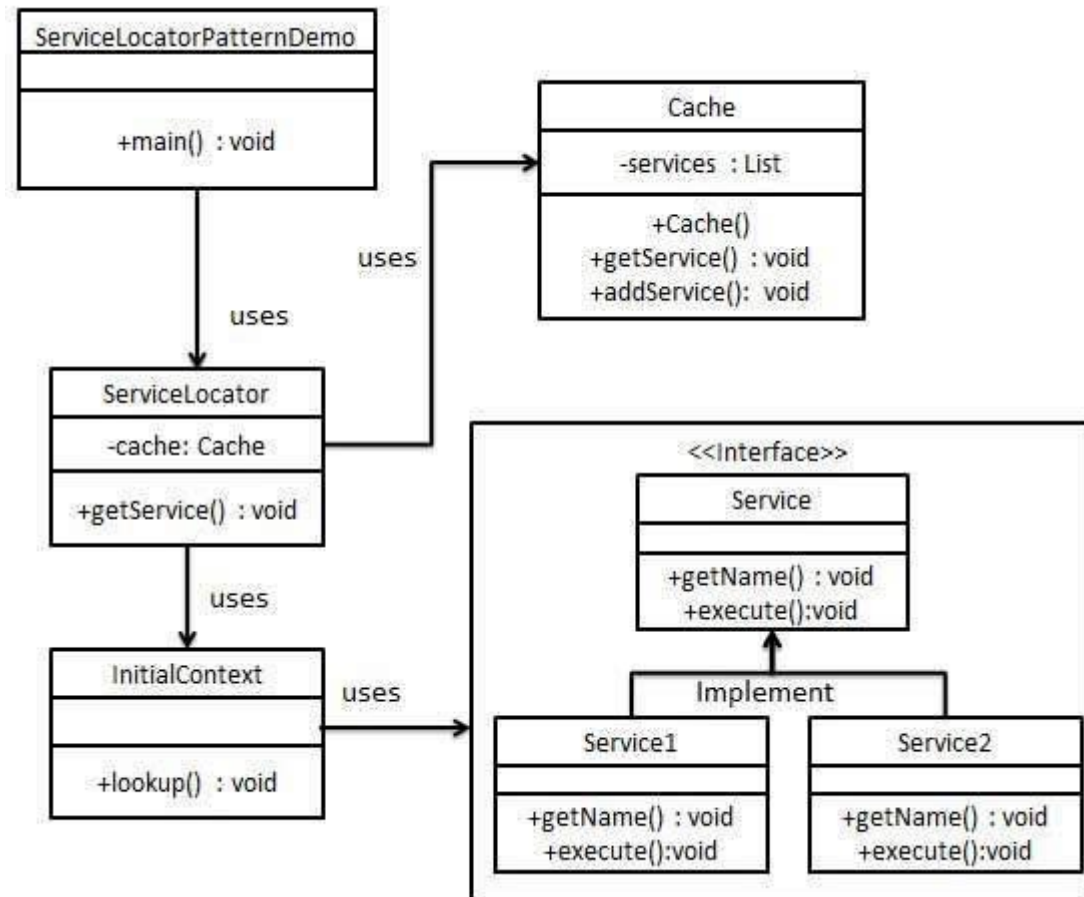 ServiceLocatorPatternDemo
+main() : void
uses
Cache
-services : List
+Cache()
+getService() : void
+addService(): void
uses
ServiceLocator
-cache: Cache
+getService() : void
uses
InitialContext
+lookup() : void
uses
<<Interface>>
Service
+getName() : void
+execute():void
Implement
Service1
+getName() : void
+execute():void
Service2
+getName() : void
+execute():void